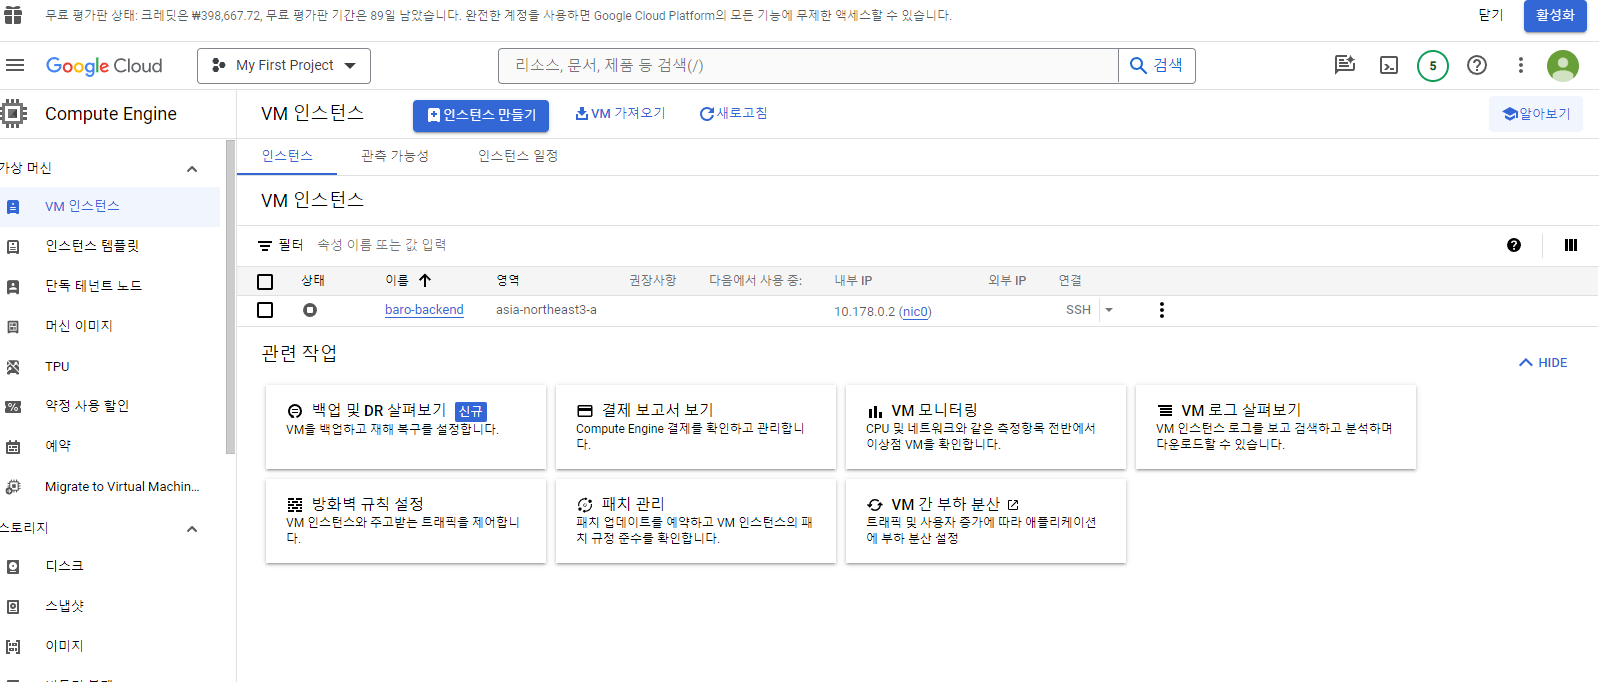 무료 평가판 상태: 크레딧은 ₩398,667.72, 무료 평가판 기간은 89일 남았습니다. 완전한 계정을 사용하면 Google Cloud Platform의 모든 기능에 무제한 액세스할 수 있습니다.
닫기
활성화
Google Cloud
My First Project
리소스, 문서, 제품 등 검색(/)
검색
5
Compute Engine
VM 인스턴스
인스턴스 만들기
VM 가져오기
새로고침
알아보기
가상 머신
VM 인스턴스
인스턴스 템플릿
단독 테넌트 노드
머신 이미지
TPU
약정 사용 할인
예약
Migrate to Virtual Machin...
스토리지
디스크
스냅샷
이미지
인스턴스
관측 가능성
인스턴스 일정
VM 인스턴스
필터
속성 이름 또는 값 입력
상태
이름
영역
권장사항
다음에서 사용 중:
내부 IP
외부 IP
연결
baro-backend
asia-northeast3-a
10.178.0.2 (nic0)
SSH
관련 작업
HIDE
백업 및 DR 살펴보기
신규
VM을 백업하고 재해 복구를 설정합니다.
결제 보고서 보기
Compute Engine 결제를 확인하고 관리합니
다.
VM 모니터링
CPU 및 네트워크와 같은 측정항목 전반에서
이상점 VM을 확인합니다.
VM 로그 살펴보기
VM 인스턴스 로그를 보고 검색하고 분석하며
다운로드할 수 있습니다.
방화벽 규칙 설정
VM 인스턴스와 주고받는 트래픽을 제어합니
다.
패치 관리
패치 업데이트를 예약하고 VM 인스턴스의 패
치 규정 준수를 확인합니다.
VM 간 부하 분산
트래픽 및 사용자 증가에 따라 애플리케이션
에 부하 분산 설정